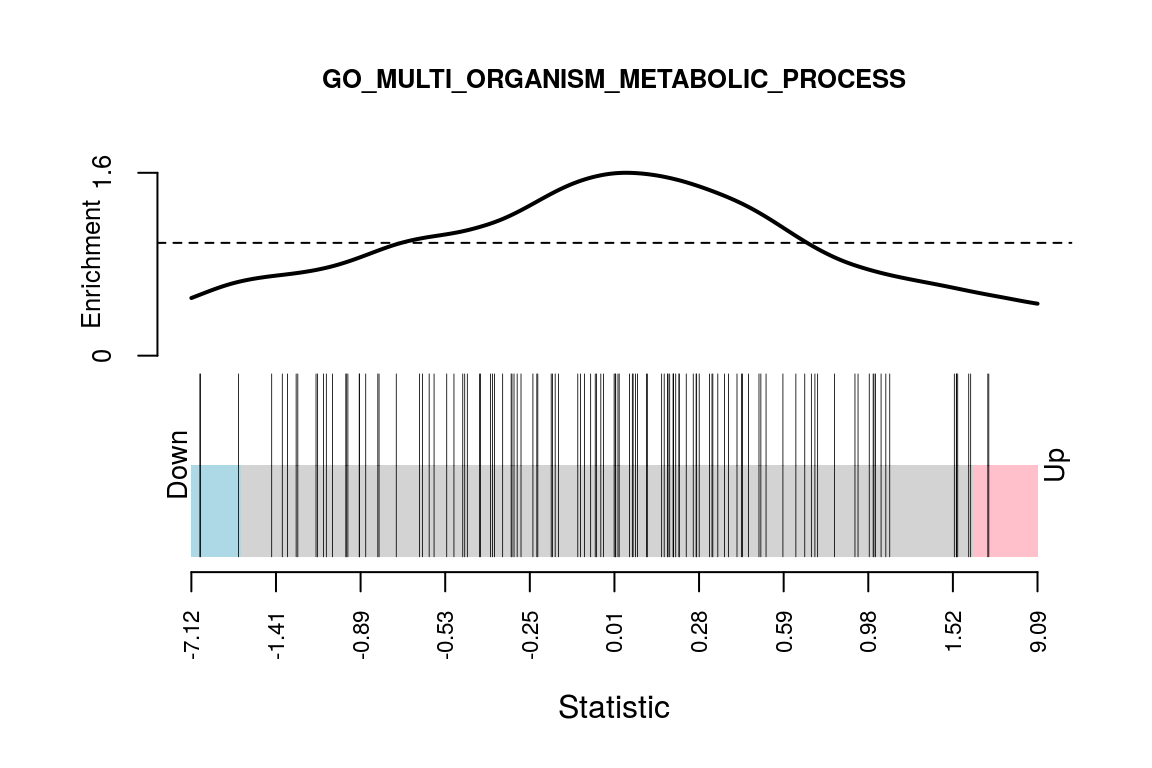 GO_MULTI_ORGANISM_METABOLIC_PROCESS
Enrichment
1.6
0
Down
Up
-7.12
-1.41
-0.89
-0.53
-0.25
0.01
0.28
0.59
0.98
1.52
9.09
Statistic